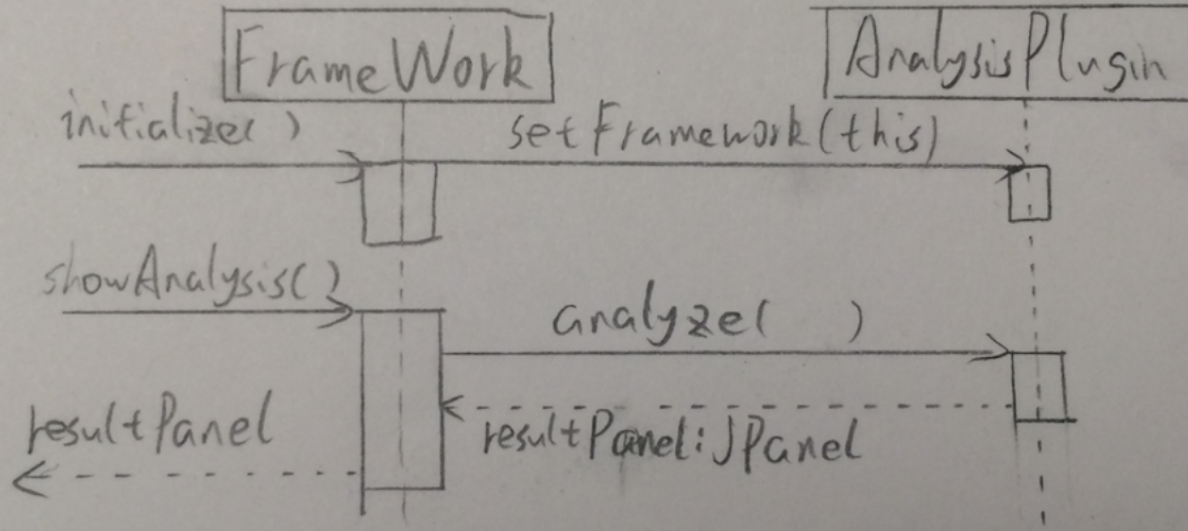 FrameWork
AnalysisPlugin
initialize( )
setFramework(this)
showAnalysis()
analyze( )
resultPanel
resultPanel:JPanel